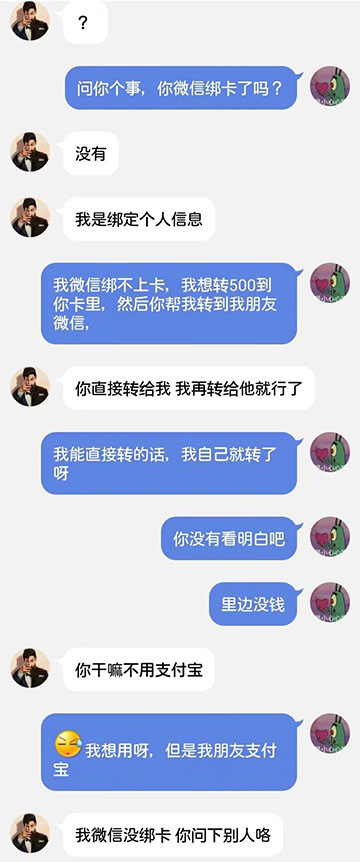 ？
问你个事，你微信绑卡了吗？
没有
我是绑定个人信息
我微信绑不上卡，我想转500到
你卡里，然后你帮我转到我朋友
微信，
你直接转给我 我再转给他就行了
我能直接转的话，我自己就转了
呀
你没有看明白吧
里边没钱
你干嘛不用支付宝
我想用呀，但是我朋友支付
宝
我微信没绑卡 你问下别人咯